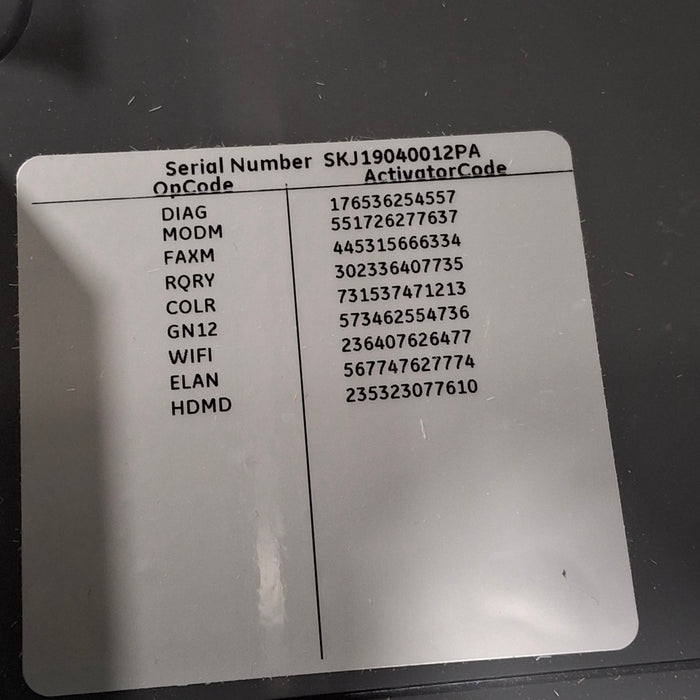 Serial Number SKJ19040012PA
OpCode ActivatorCode
DIAG 176536254557
MODM 551726277637
FAXM 445315666334
RQRY 302336407735
COLR 731537471213
GN12 573462554736
WIFI 236407626477
ELAN 567747627774
HDMD 235323077610